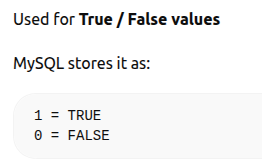 Used for True / False values
MySQL stores it as:
1 = TRUE
0 = FALSE